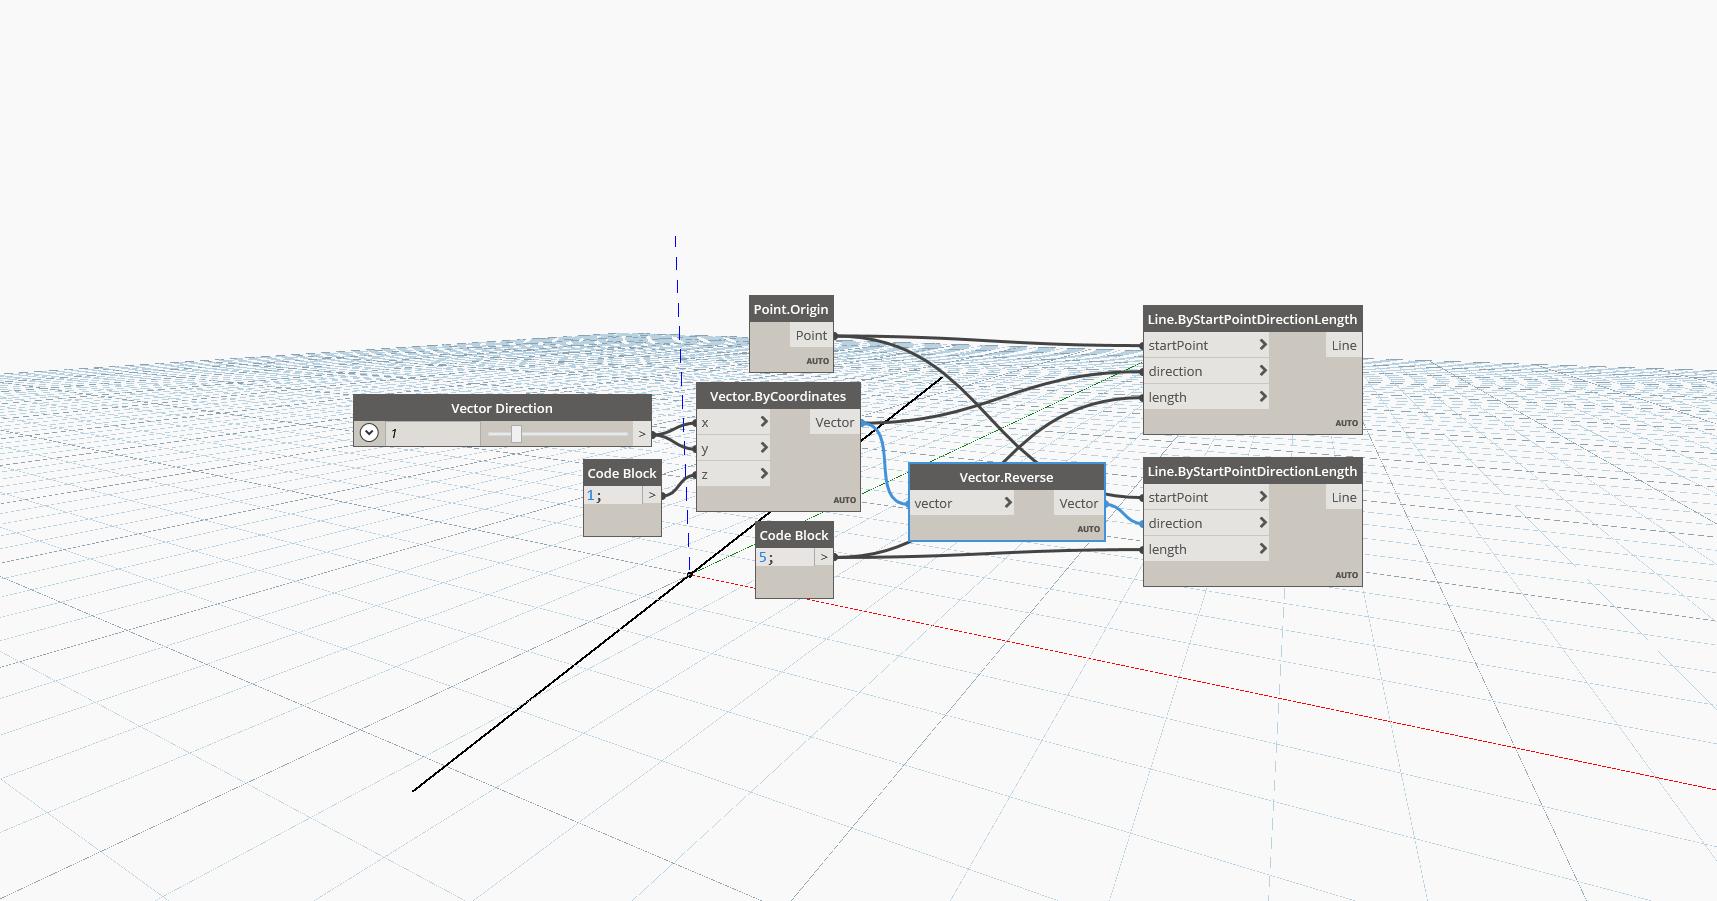 Point.Origin
Point
AUTO
Vector Direction
1
>
Code Block
1;
>
Vector.ByCoordinates
x
Vector
y
z
AUTO
Code Block
5;
>
Vector.Reverse
vector
Vector
AUTO
Line.ByStartPointDirectionLength
startPoint
Line
direction
length
AUTO
Line.ByStartPointDirectionLength
startPoint
Line
direction
length
AUTO